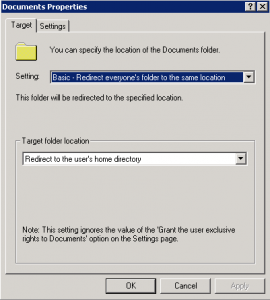 Documents Properties
Target
Settings
You can specify the location of the Documents folder.
Setting:
Basic - Redirect everyone's folder to the same location
This folder will be redirected to the specified location.
Target folder location
Redirect to the user's home directory
Note: This setting ignores the value of the 'Grant the user exclusive
rights to Documents' option on the Settings page.
OK
Cancel
Apply